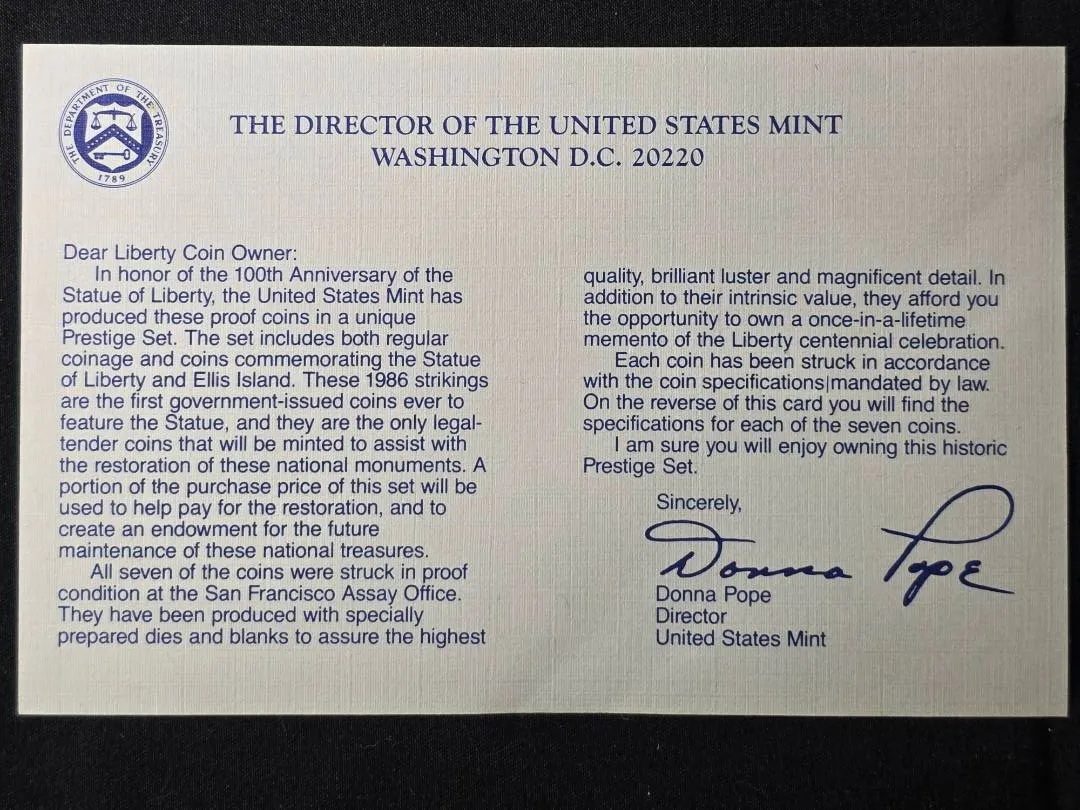 THE DEPARTMENT OF THE TREASURY
1789
THE DIRECTOR OF THE UNITED STATES MINT
WASHINGTON D.C. 20220
Dear Liberty Coin Owner:
In honor of the 100th Anniversary of the
Statue of Liberty, the United States Mint has
produced these proof coins in a unique
Prestige Set. The set includes both regular
coinage and coins commemorating the Statue
of Liberty and Ellis Island. These 1986 strikings
are the first government-issued coins ever to
feature the Statue, and they are the only legal-
tender coins that will be minted to assist with
the restoration of these national monuments. A
portion of the purchase price of this set will be
used to help pay for the restoration, and to
create an endowment for the future
maintenance of these national treasures.
All seven of the coins were struck in proof
condition at the San Francisco Assay Office.
They have been produced with specially
prepared dies and blanks to assure the highest
quality, brilliant luster and magnificent detail. In
addition to their intrinsic value, they afford you
the opportunity to own a once-in-a-lifetime
memento of the Liberty centennial celebration.
Each coin has been struck in accordance
with the coin specifications|mandated by law.
On the reverse of this card you will find the
specifications for each of the seven coins.
I am sure you will enjoy owning this historic
Prestige Set.
Sincerely,
Donna Pope
Donna Pope
Director
United States Mint